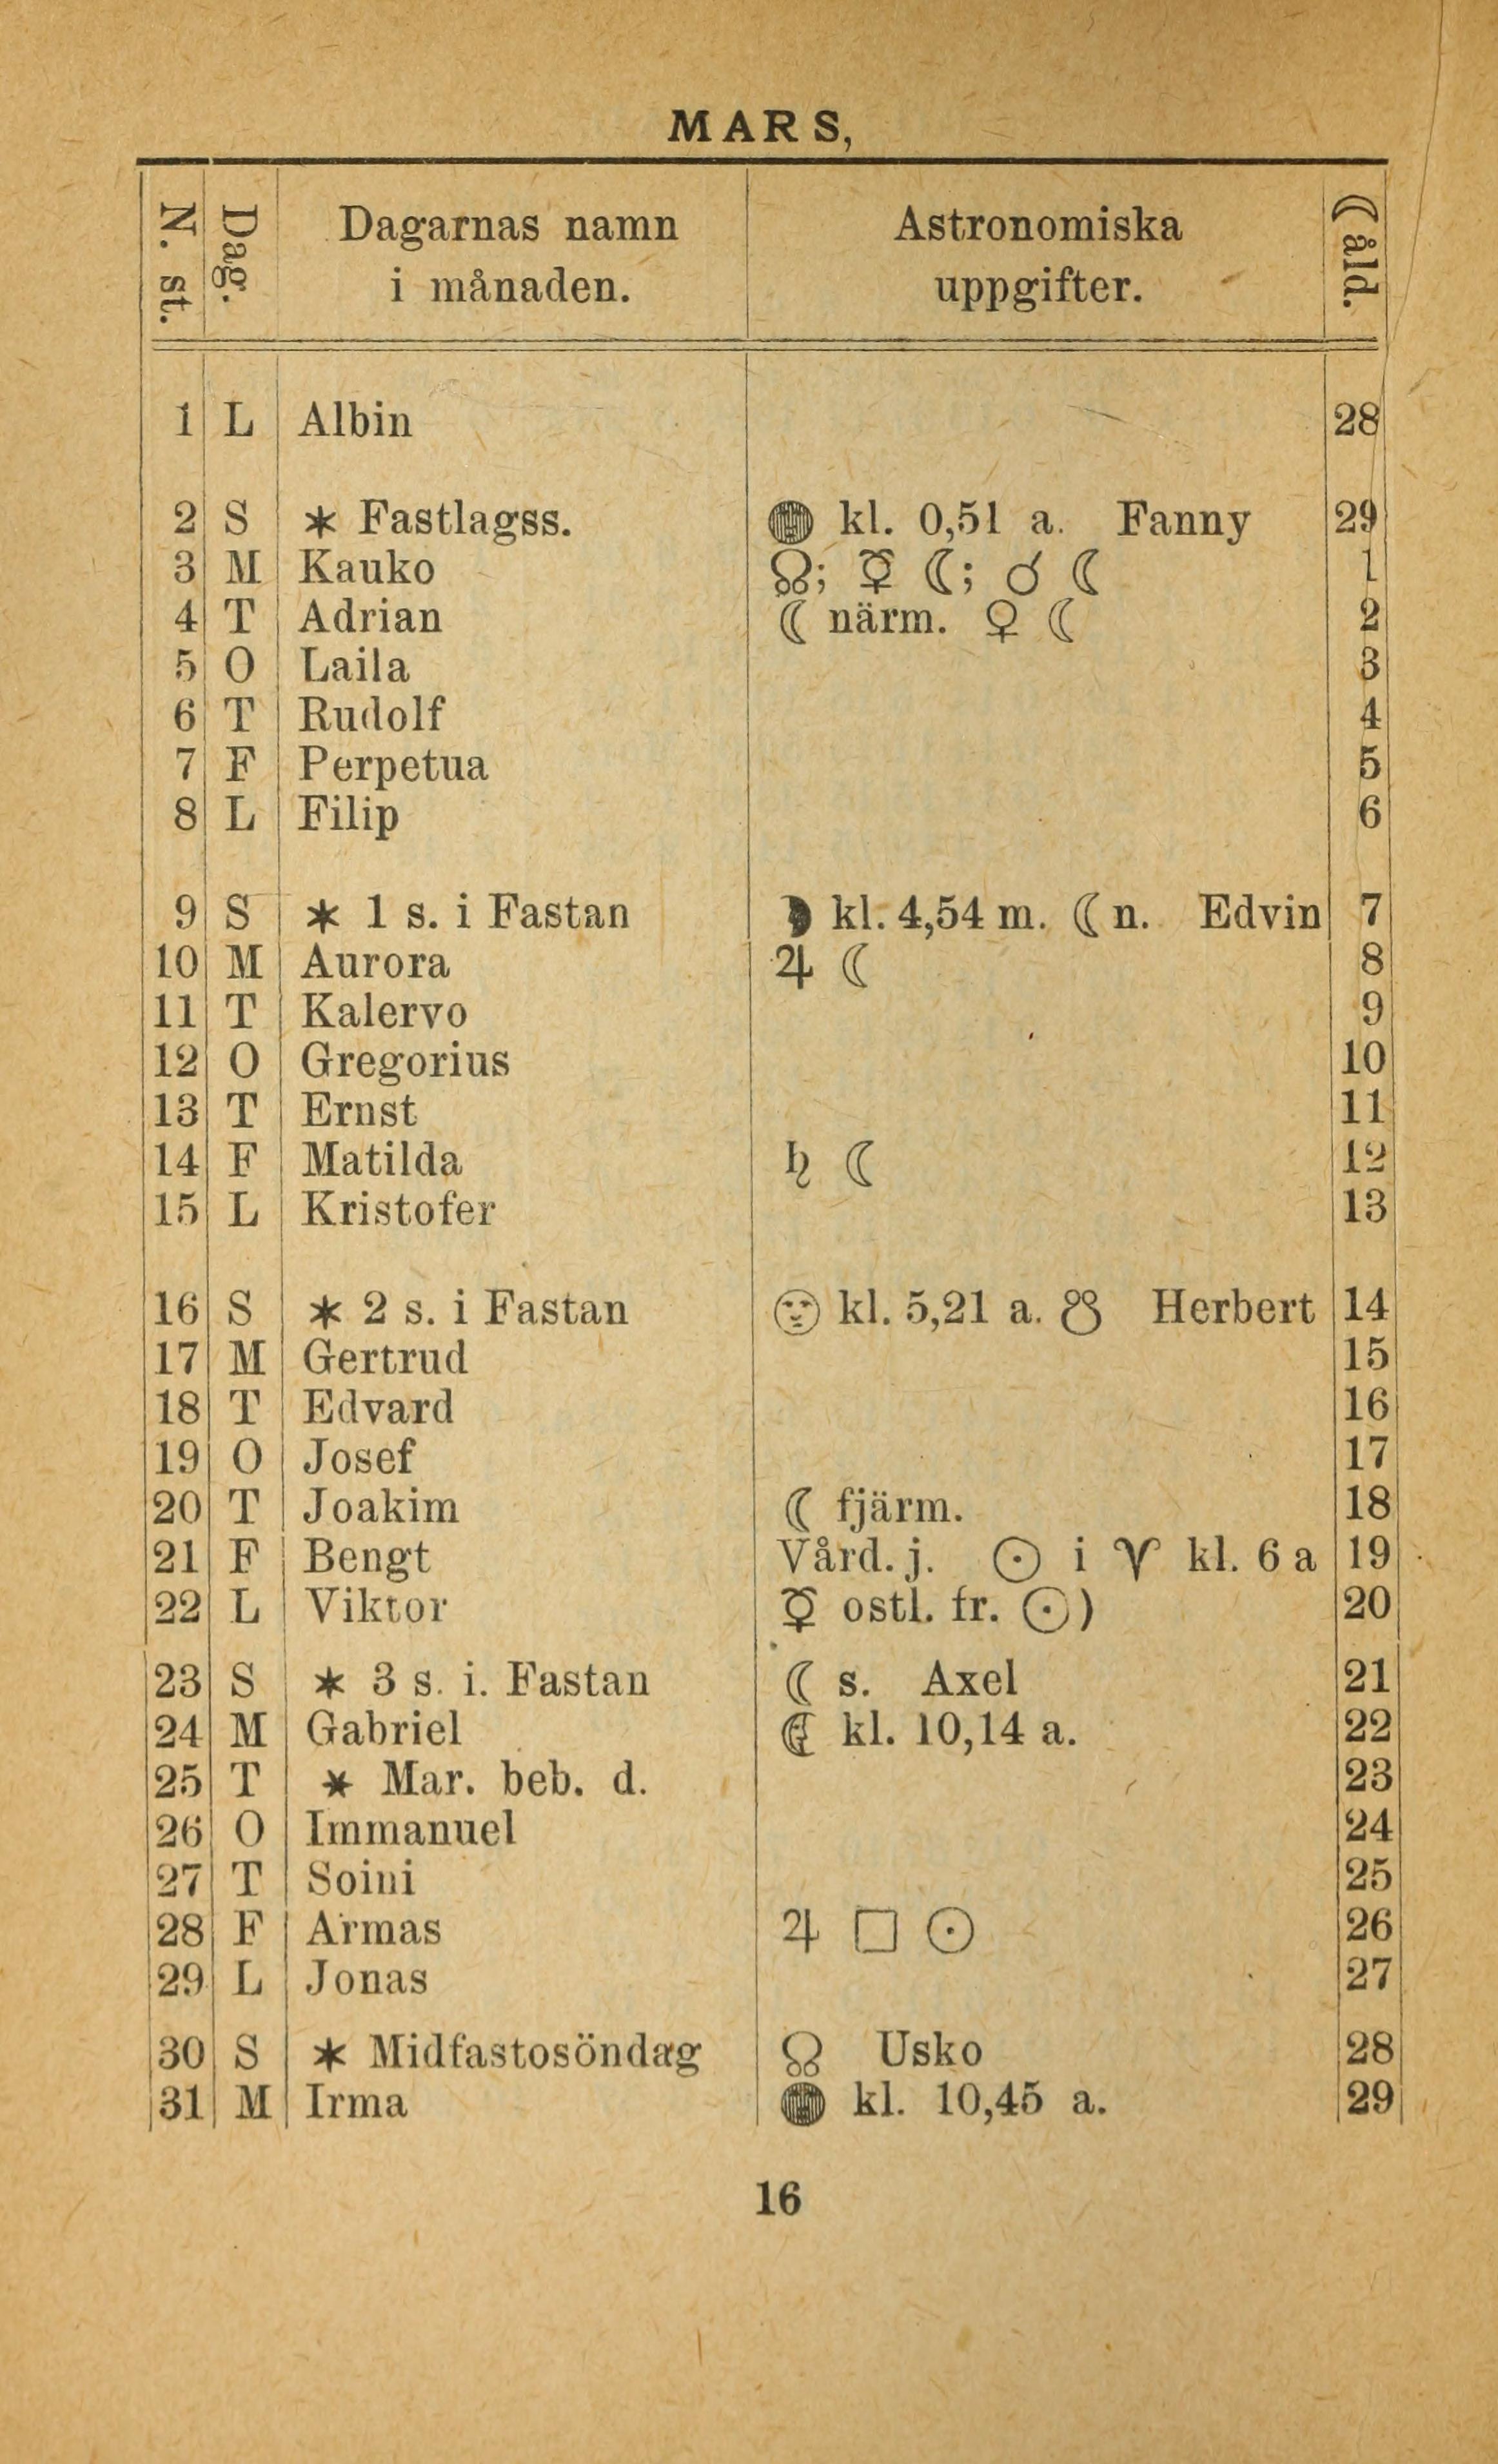 MARS,
N. st. Dag. Dagarnas namn i månaden. Astronomiska uppgifter. ☾ åld.
1 L Albin 28
2 S * Fastlagss. ● kl. 0,51 a. Fanny 29
3 M Kauko ☊; ☿ ☾; ☌ ☾ 1
4 T Adrian ☾ närm. ♀ ☾ 2
5 O Laila 3
6 T Rudolf 4
7 F Perpetua 5
8 L Filip 6
9 S * 1 s. i Fastan ◗ kl. 4,54 m. ☾ n. Edvin 7
10 M Aurora ♃ ☾ 8
11 T Kalervo 9
12 O Gregorius 10
13 T Ernst 11
14 F Matilda ♄ ☾ 12
15 L Kristofer 13
16 S * 2 s. i Fastan 🌝 kl. 5,21 a. ☋ Herbert 14
17 M Gertrud 15
18 T Edvard 16
19 O Josef 17
20 T Joakim ☾ fjärm. 18
21 F Bengt Vård. j. ☉ i ♈ kl. 6 a 19
22 L Viktor ☿ ostl. fr. ☉) 20
23 S * 3 s. i. Fastan ☾ s. Axel 21
24 M Gabriel ☾ kl. 10,14 a. 22
25 T * Mar. beb. d. 23
26 O Immanuel 24
27 T Soini 25
28 F Armas ♃ □ ☉ 26
29 L Jonas 27
30 S * Midfastosöndag ☊ Usko 28
31 M Irma ● kl. 10,45 a. 29
16